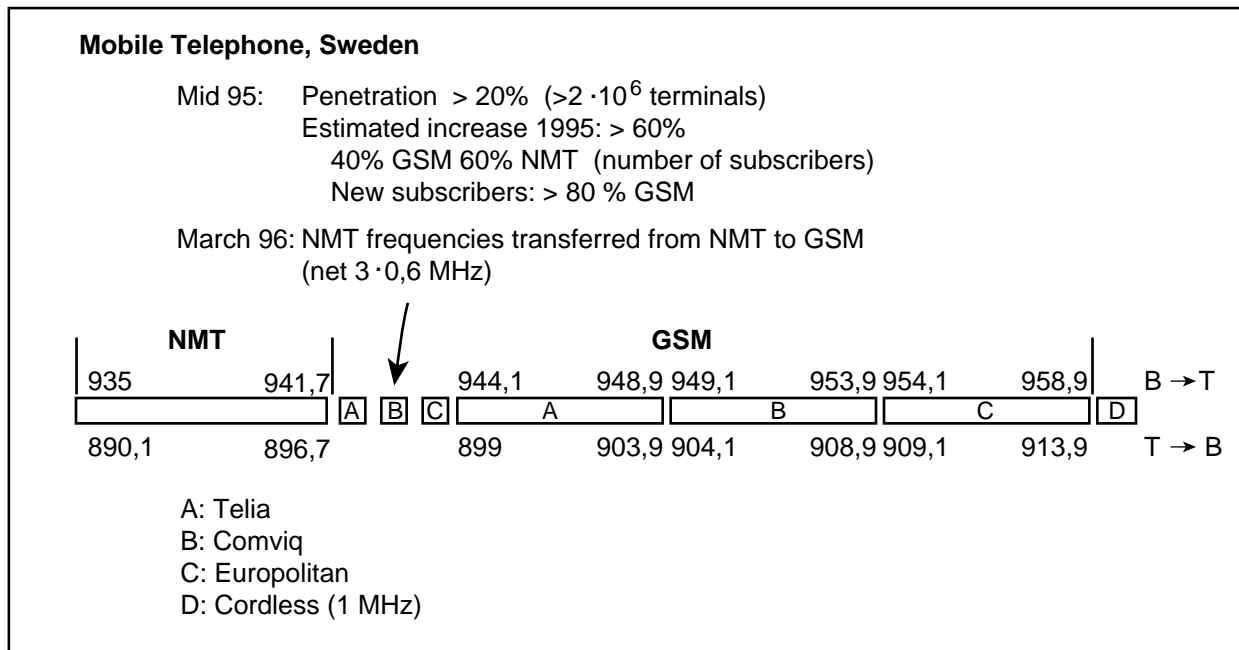 Mobile Telephone, Sweden
Mid 95: Penetration > 20% (>2 · 10⁶ terminals)
Estimated increase 1995: > 60%
40% GSM 60% NMT (number of subscribers)
New subscribers: > 80 % GSM
March 96: NMT frequencies transferred from NMT to GSM
(net 3 · 0,6 MHz)
NMT GSM
935 941,7 944,1 948,9 949,1 953,9 954,1 958,9 B → T
A B C A B C D
890,1 896,7 899 903,9 904,1 908,9 909,1 913,9 T → B
A: Telia
B: Comviq
C: Europolitan
D: Cordless (1 MHz)